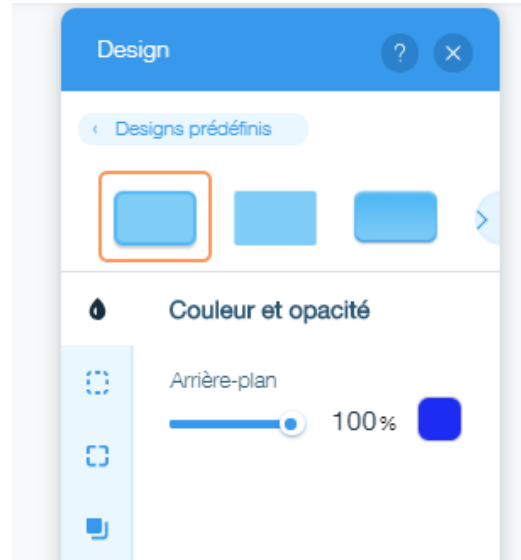 Design
?
Designs prédéfinis
Couleur et opacité
Arrière-plan
100%